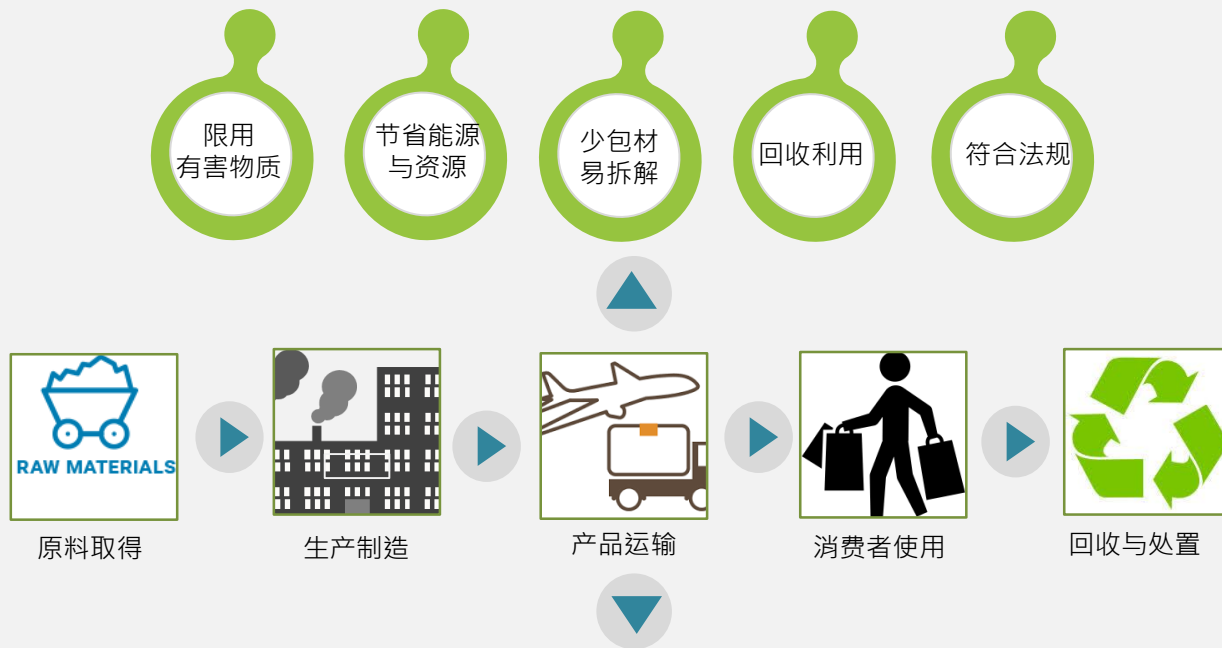 限用
有害物质
节省能源
与资源
少包材
易拆解
回收利用
符合法规
RAW MATERIALS
原料取得
生产制造
产品运输
消费者使用
回收与处置